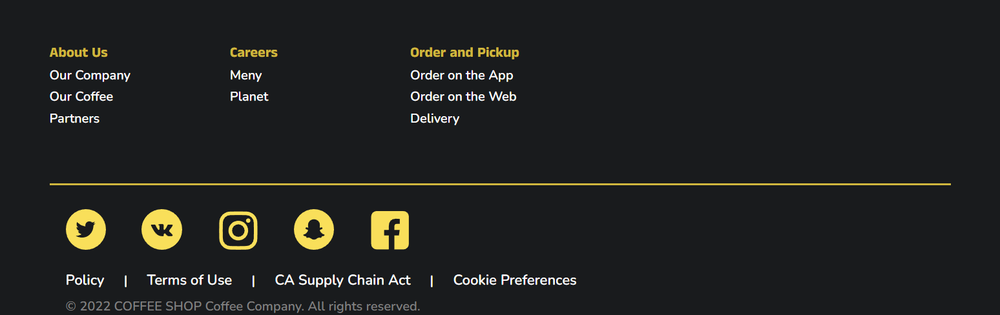 About Us
Our Company
Our Coffee
Partners
Careers
Meny
Planet
Order and Pickup
Order on the App
Order on the Web
Delivery
Policy | Terms of Use | CA Supply Chain Act | Cookie Preferences
© 2022 COFFEE SHOP Coffee Company. All rights reserved.